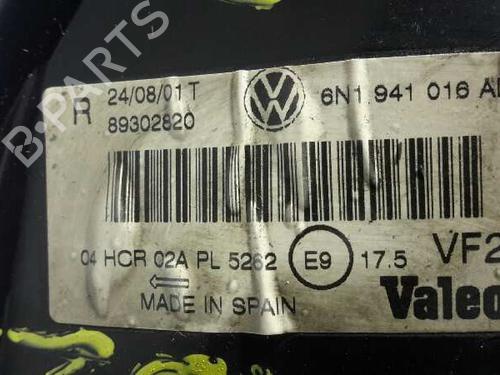 R 24/08/01 T 6N1 941 016
89302820
04 HCR 02A PL 5262 E9 17.5
MADE IN SPAIN Valeo
B-PARTS